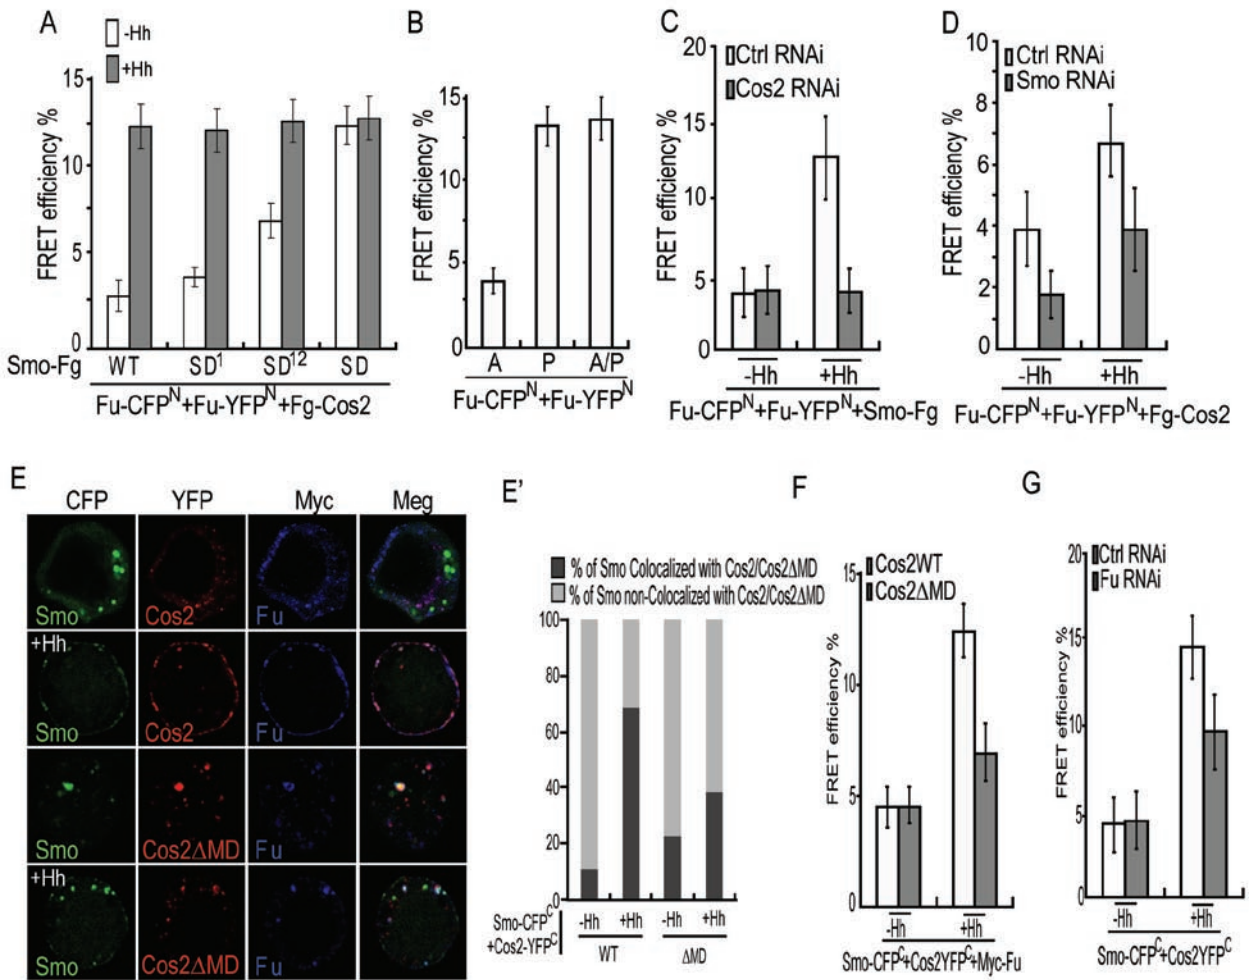 A
-Hh
+Hh
FRET efficiency %
15
10
5
0
Smo-Fg WT SD¹ SD¹² SD
Fu-CFPᴺ+Fu-YFPᴺ+Fg-Cos2
B
FRET efficiency %
15
10
5
0
A P A/P
Fu-CFPᴺ+Fu-YFPᴺ
C
Ctrl RNAi
Cos2 RNAi
FRET efficiency %
20
15
10
5
0
-Hh +Hh
Fu-CFPᴺ+Fu-YFPᴺ+Smo-Fg
D
Ctrl RNAi
Smo RNAi
FRET efficiency %
10
8
6
4
2
0
-Hh +Hh
Fu-CFPᴺ+Fu-YFPᴺ+Fg-Cos2
E
CFP YFP Myc Meg
Smo Cos2 Fu
+Hh
Smo Cos2 Fu
Smo Cos2ΔMD Fu
+Hh
Smo Cos2ΔMD Fu
E'
% of Smo Colocalized with Cos2/Cos2ΔMD
% of Smo non-Colocalized with Cos2/Cos2ΔMD
100
80
60
40
20
0
Smo-CFPᶜ
+Cos2-YFPᶜ
-Hh +Hh -Hh +Hh
WT ΔMD
F
Cos2WT
Cos2ΔMD
FRET efficiency %
15
10
5
0
-Hh +Hh
Smo-CFPᶜ+Cos2YFPᶜ+Myc-Fu
G
Ctrl RNAi
Fu RNAi
FRET efficiency %
20
15
10
5
0
-Hh +Hh
Smo-CFPᶜ+Cos2YFPᶜ